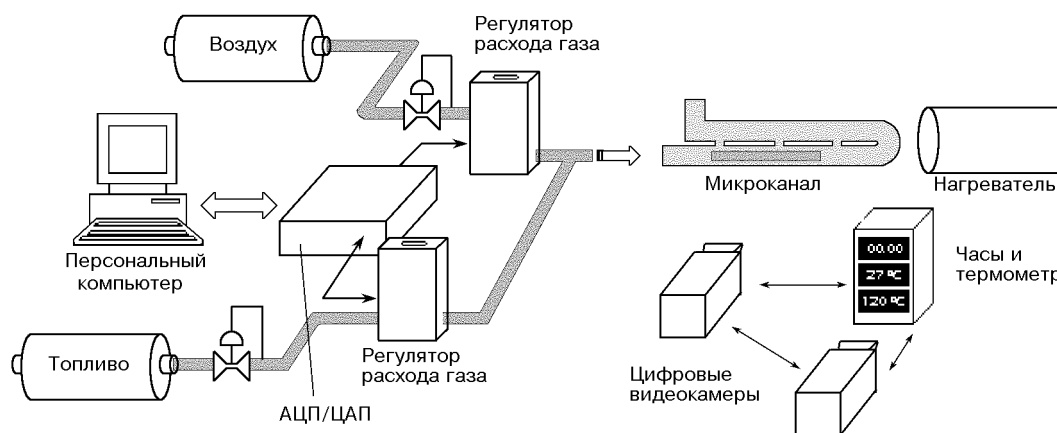 Воздух
Регулятор
расхода газа
Микроканал
Нагреватель
Персональный
компьютер
00.00
27 ºC
120 ºC
Часы и
термометр
Топливо
Регулятор
расхода газа
АЦП/ЦАП
Цифровые
видеокамеры